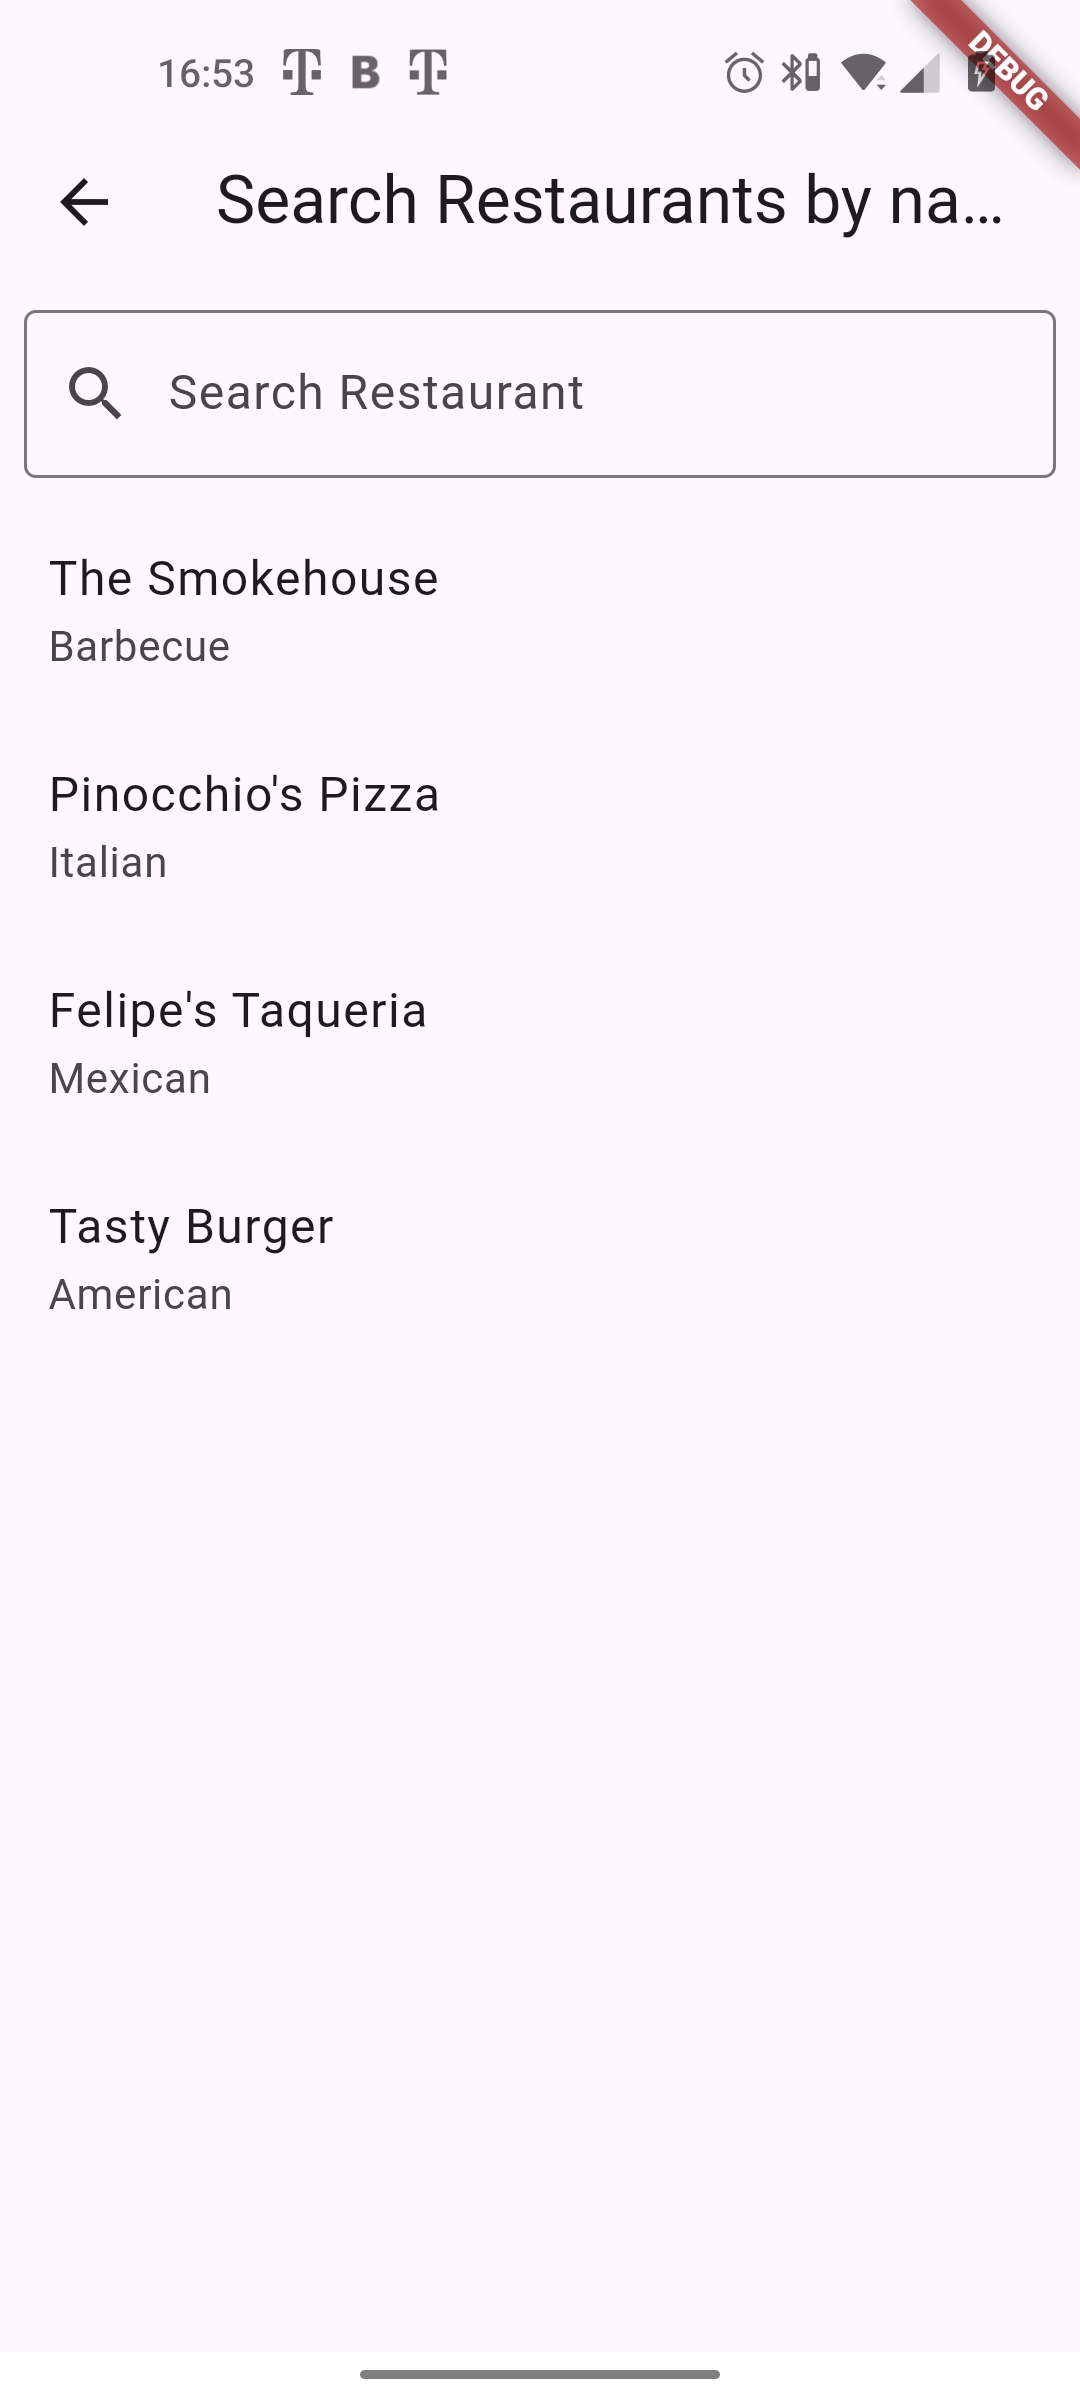 16:53 T B T
DEBUG
Search Restaurants by na…
Search Restaurant
The Smokehouse
Barbecue
Pinocchio's Pizza
Italian
Felipe's Taqueria
Mexican
Tasty Burger
American